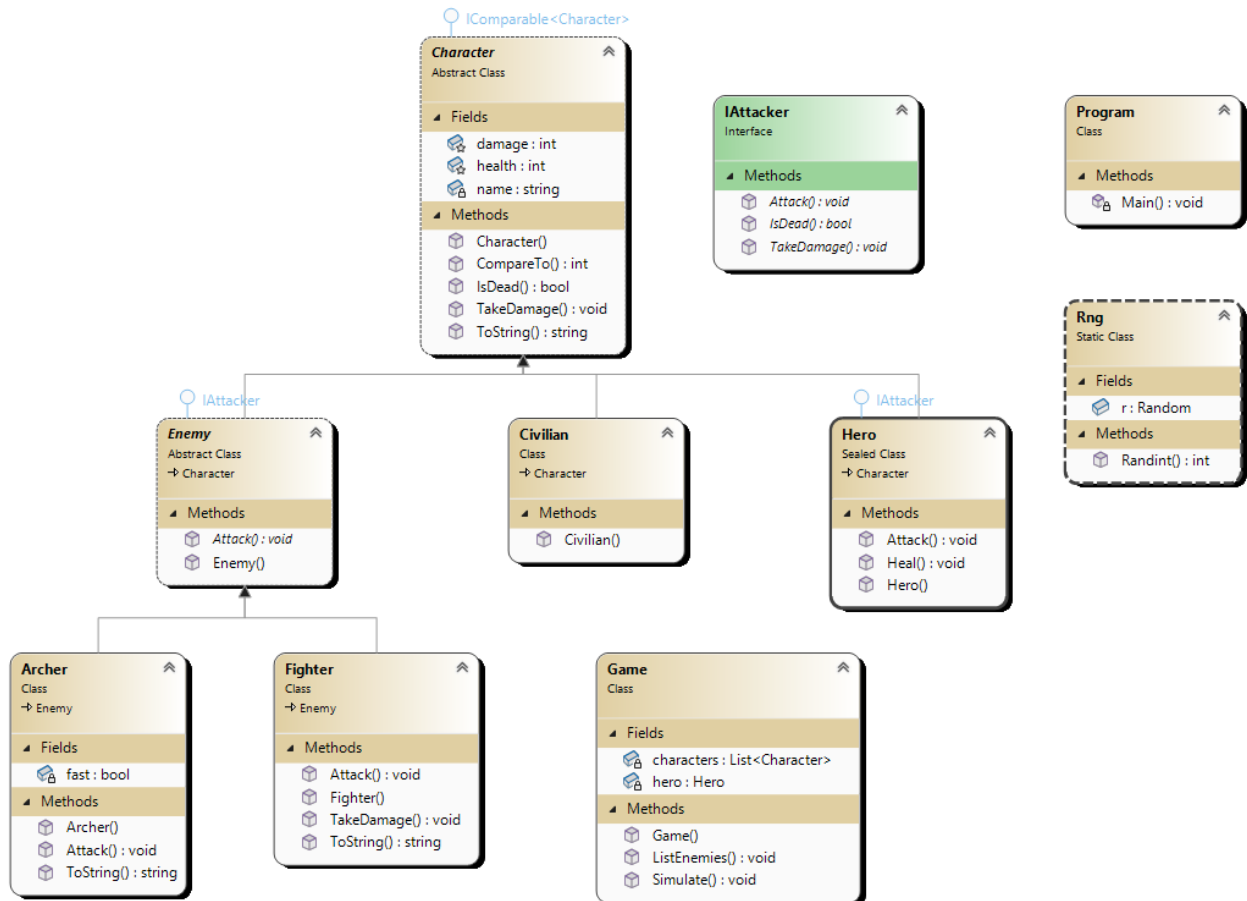 IComparable<Character>
Character
Abstract Class
Fields
damage : int
health : int
name : string
Methods
Character()
CompareTo() : int
IsDead() : bool
TakeDamage() : void
ToString() : string
IAttacker
Interface
Methods
Attack() : void
IsDead() : bool
TakeDamage() : void
Program
Class
Methods
Main() : void
Rng
Static Class
Fields
r : Random
Methods
Randint() : int
IAttacker
Enemy
Abstract Class
Character
Methods
Attack() : void
Enemy()
Civilian
Class
Character
Methods
Civilian()
IAttacker
Hero
Sealed Class
Character
Methods
Attack() : void
Heal() : void
Hero()
Archer
Class
Enemy
Fields
fast : bool
Methods
Archer()
Attack() : void
ToString() : string
Fighter
Class
Enemy
Methods
Attack() : void
Fighter()
TakeDamage() : void
ToString() : string
Game
Class
Fields
characters : List<Character>
hero : Hero
Methods
Game()
ListEnemies() : void
Simulate() : void